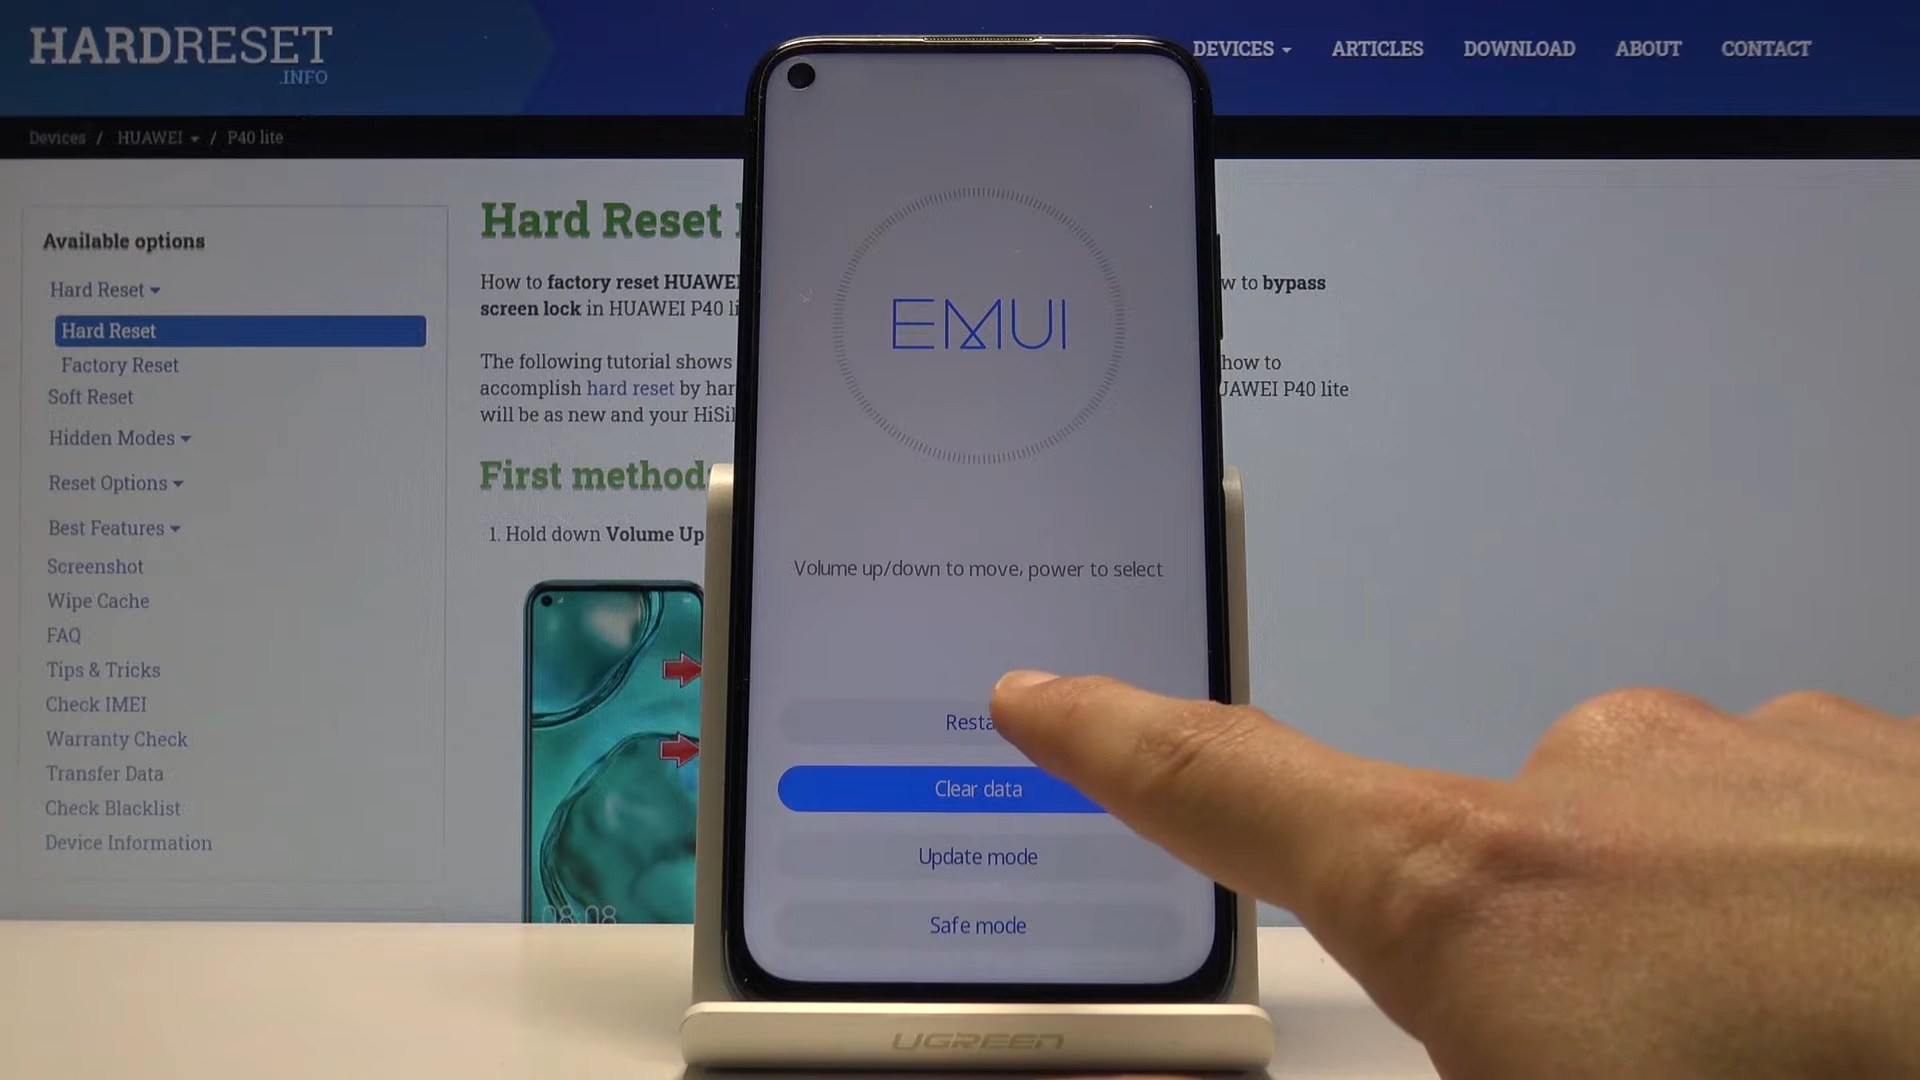 HARDRESET
.INFO
DEVICES
ARTICLES
DOWNLOAD
ABOUT
CONTACT
Devices / HUAWEI / P40 lite
Available options
Hard Reset
Hard Reset
Factory Reset
Soft Reset
Hidden Modes
Reset Options
Best Features
Screenshot
Wipe Cache
FAQ
Tips & Tricks
Check IMEI
Warranty Check
Transfer Data
Check Blacklist
Device Information
Hard Reset
How to factory reset HUAWEI
screen lock in HUAWEI P40
The following tutorial shows
accomplish hard reset by
will be as new and your
First method
1. Hold down Volume Up
08:08
to bypass
how to
P40 lite
EMUI
Volume up/down to move, power to select
Clear data
Update mode
Safe mode
UGREEN